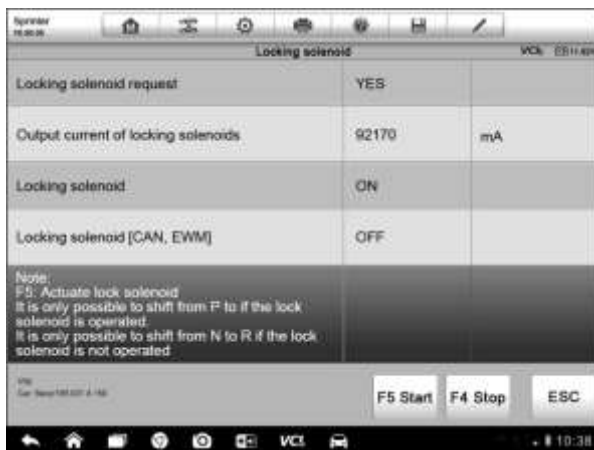 Sprinter
Locking solenoid
VCI:
Locking solenoid request YES
Output current of locking solenoids 92170 mA
Locking solenoid ON
Locking solenoid [CAN, EWM] OFF
Note:
F5: Actuate lock solenoid
It is only possible to shift from P to if the lock
solenoid is operated.
It is only possible to shift from N to R if the lock
solenoid is not operated
F5 Start F4 Stop ESC
VCI 10:38